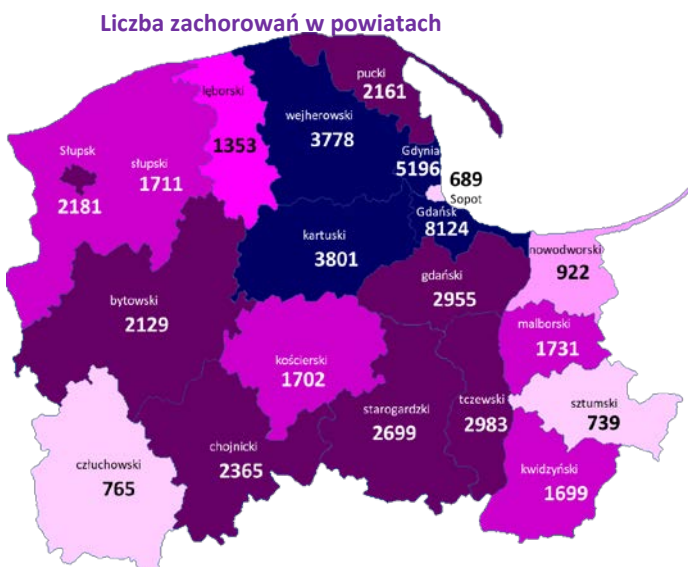 Liczba zachorowań w powiatach
pucki
2161
lęborski
1353
wejherowski
3778
Gdynia
5196
689
Sopot
Słupsk
2181
słupski
1711
Gdańsk
8124
kartuski
3801
gdański
2955
nowodworski
922
bytowski
2129
malborski
1731
kościerski
1702
starogardzki
2699
tczewski
2983
sztumski
739
chojnicki
2365
człuchowski
765
kwidzyński
1699